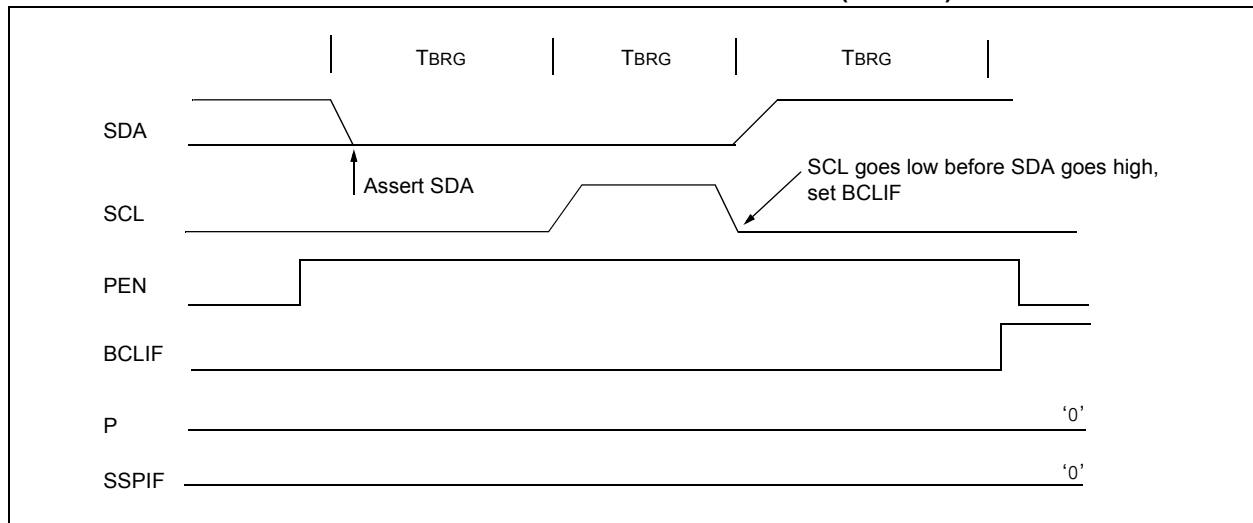 TBRG TBRG TBRG
SDA
Assert SDA
SCL goes low before SDA goes high,
set BCLIF
SCL
PEN
BCLIF
P
'0'
SSPIF
'0'